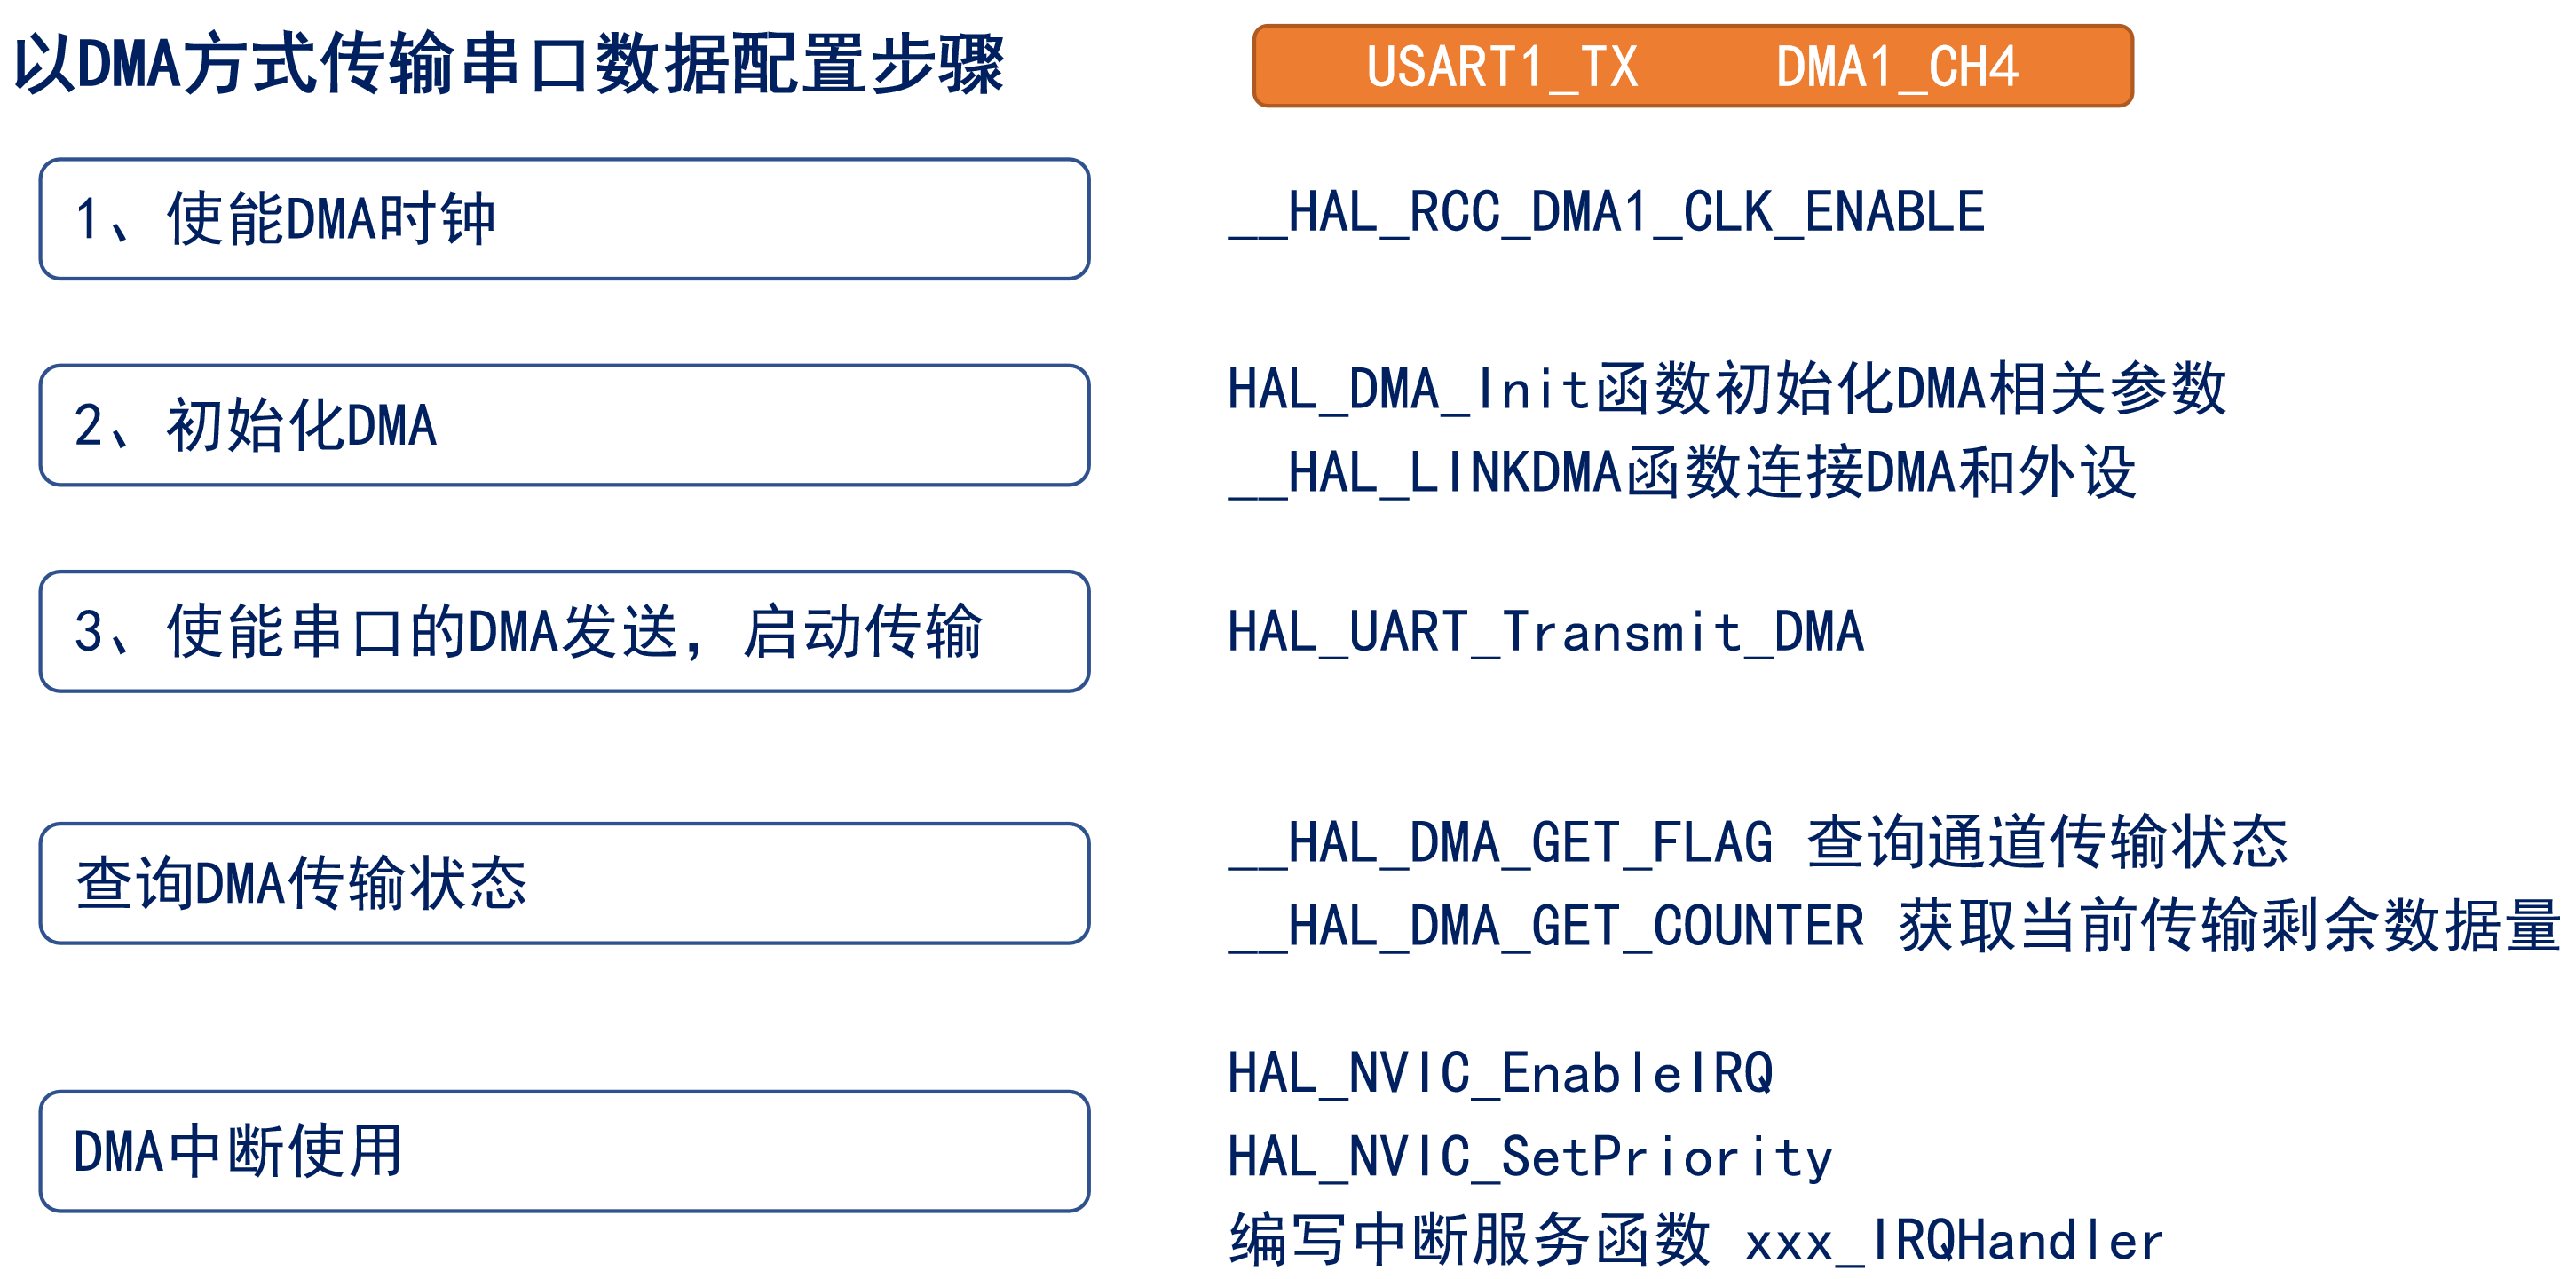 以DMA方式传输串口数据配置步骤
USART1_TX DMA1_CH4
1、使能DMA时钟
__HAL_RCC_DMA1_CLK_ENABLE
2、初始化DMA
HAL_DMA_Init函数初始化DMA相关参数
__HAL_LINKDMA函数连接DMA和外设
3、使能串口的DMA发送，启动传输
HAL_UART_Transmit_DMA
查询DMA传输状态
__HAL_DMA_GET_FLAG 查询通道传输状态
__HAL_DMA_GET_COUNTER 获取当前传输剩余数据量
DMA中断使用
HAL_NVIC_EnableIRQ
HAL_NVIC_SetPriority
编写中断服务函数 xxx_IRQHandler